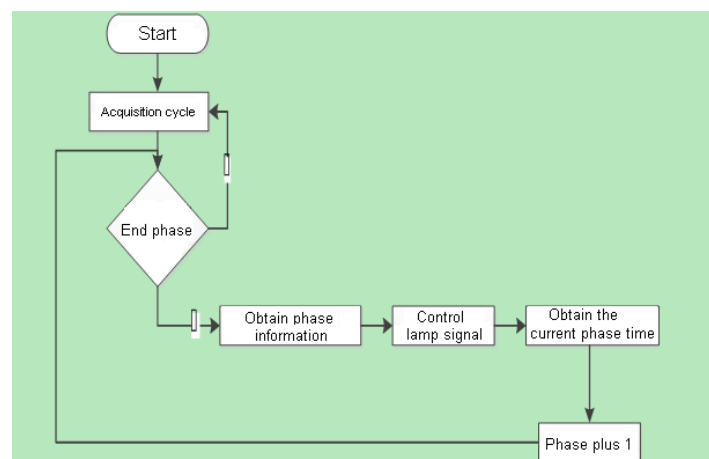 Start
Acquisition cycle
End phase
Obtain phase
information
Control
lamp signal
Obtain the
current phase time
Phase plus 1